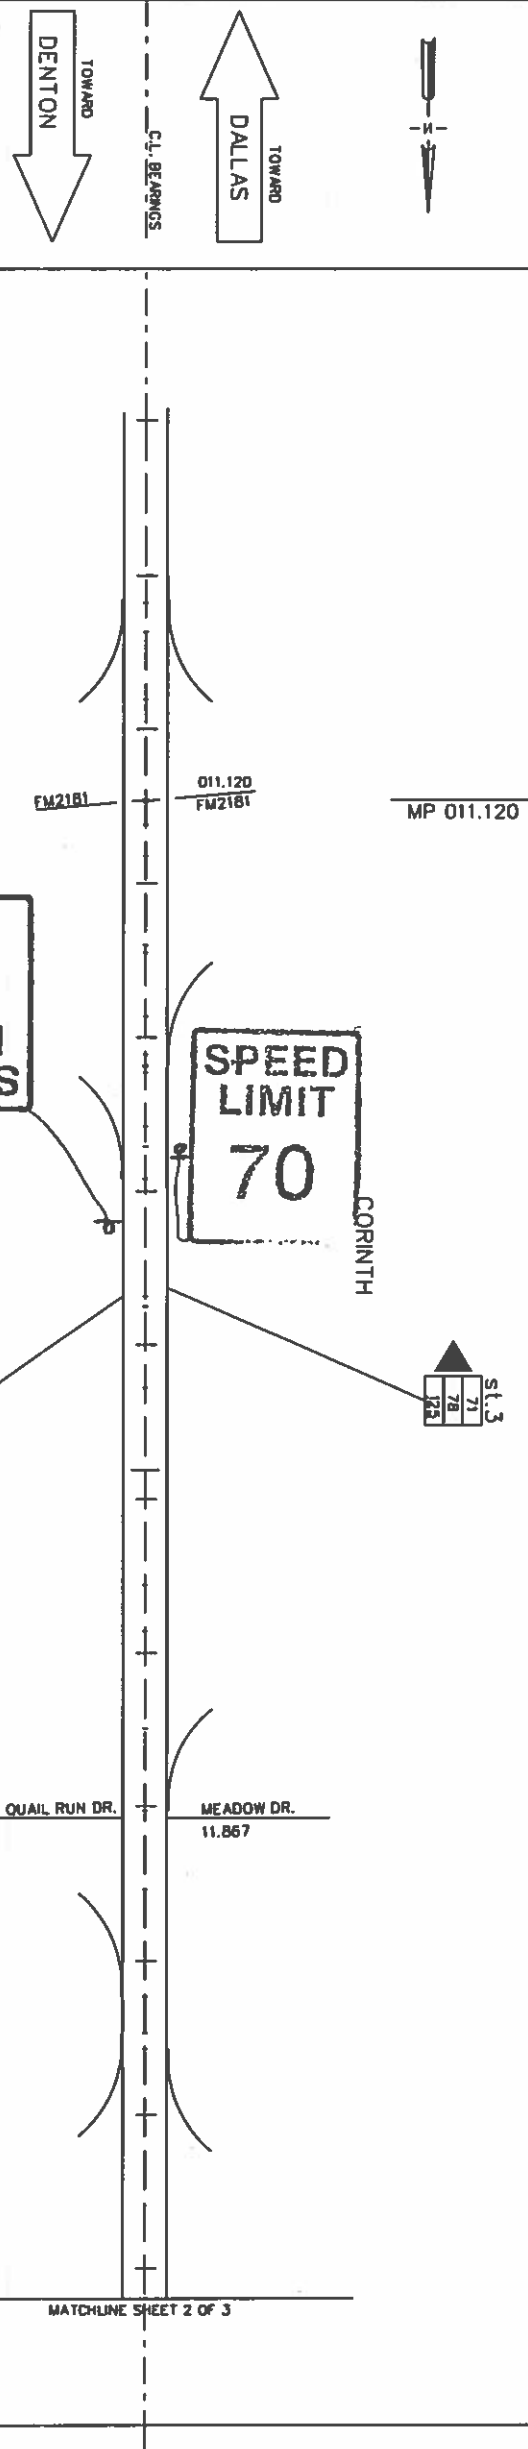 TOWARD
DENTON
C.L. BEARINGS
TOWARD
DALLAS
-N-
FM2181
011.120
FM2181
MP 011.120
S
SPEED
LIMIT
70
CORINTH
st.3
71
78
125
QUAIL RUN DR.
MEADOW DR.
11.867
MATCHLINE SHEET 2 OF 3